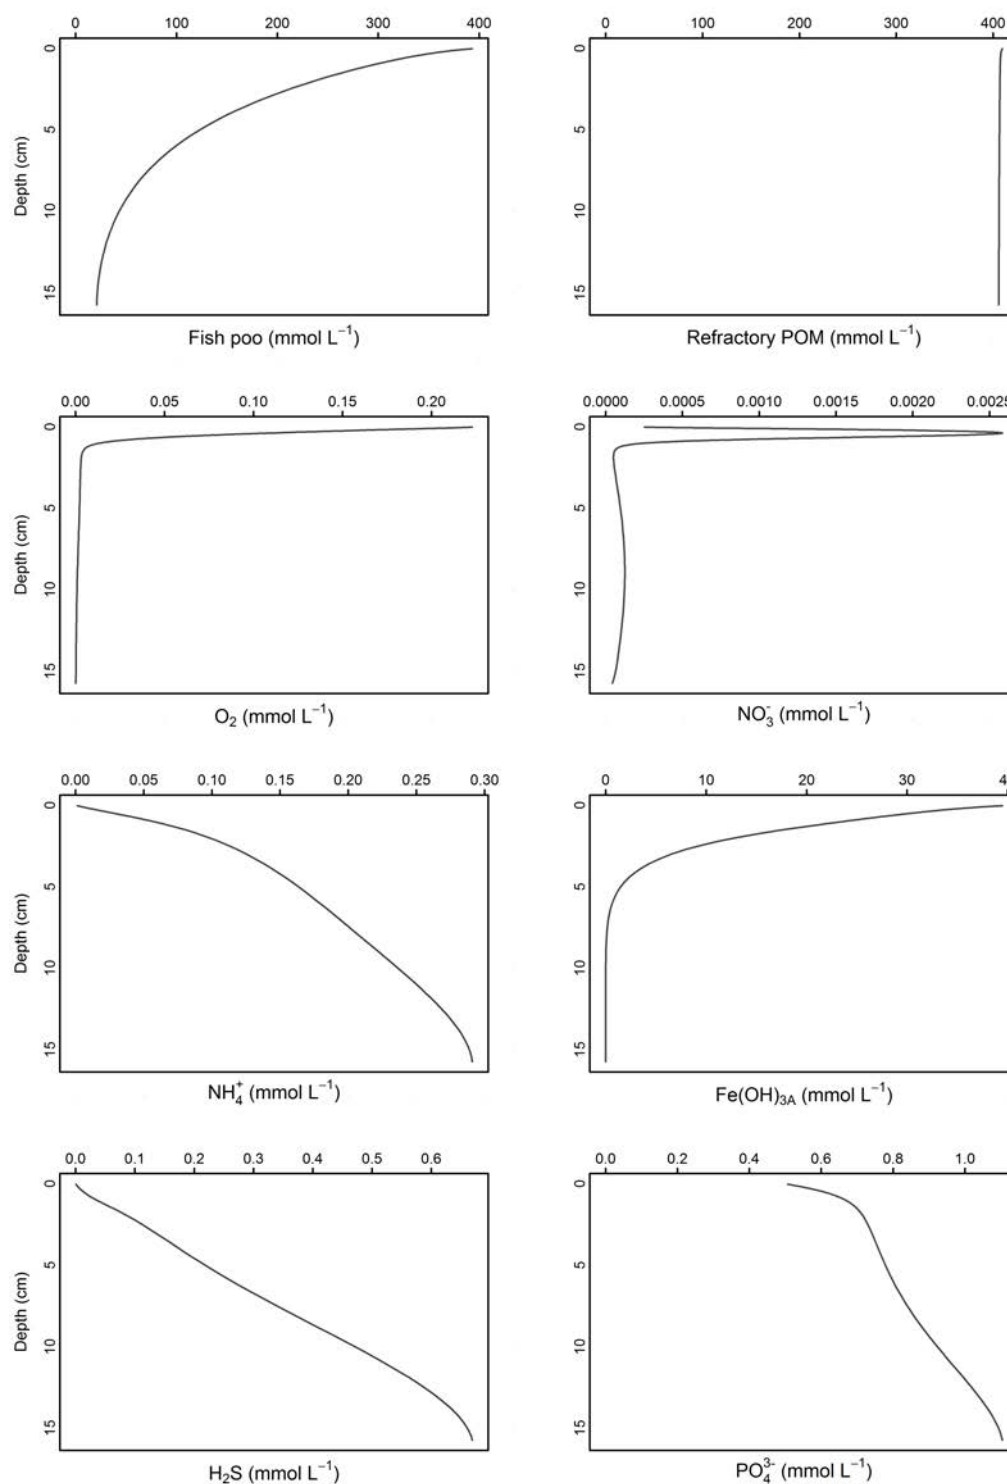 0 100 200 300 400
0 100 200 300 400
0
5
10
15
Depth (cm)
0
5
10
15
Fish poo (mmol L⁻¹)
Refractory POM (mmol L⁻¹)
0.00 0.05 0.10 0.15 0.20
0.0000 0.0005 0.0010 0.0015 0.0020 0.0025
0
5
10
15
Depth (cm)
0
5
10
15
O₂ (mmol L⁻¹)
NO₃⁻ (mmol L⁻¹)
0.00 0.05 0.10 0.15 0.20 0.25 0.30
0 10 20 30 4
0
5
10
15
Depth (cm)
0
5
10
15
NH₄⁺ (mmol L⁻¹)
Fe(OH)₃A (mmol L⁻¹)
0.0 0.1 0.2 0.3 0.4 0.5 0.6
0.0 0.2 0.4 0.6 0.8 1.0
0
5
10
15
Depth (cm)
0
5
10
15
H₂S (mmol L⁻¹)
PO₄³⁻ (mmol L⁻¹)